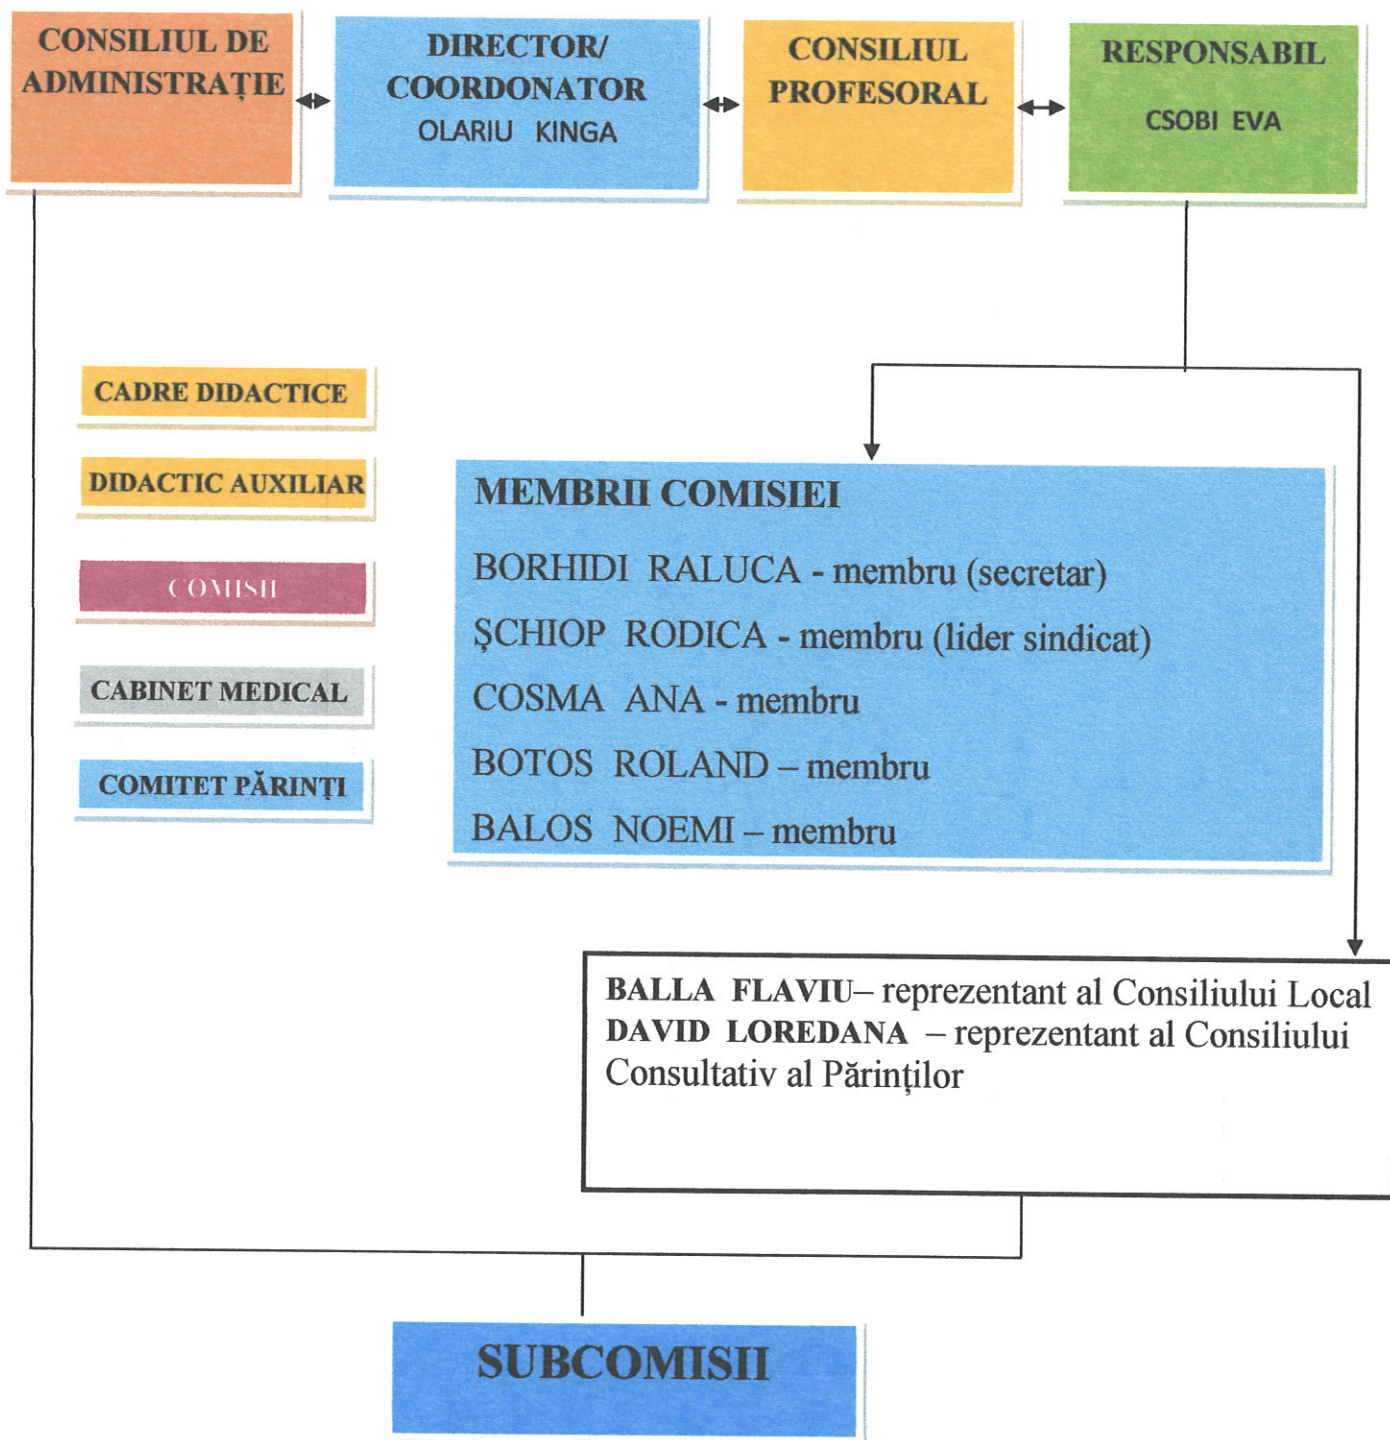 CONSILIUL DE
ADMINISTRAȚIE
DIRECTOR/
COORDONATOR
OLARIU KINGA
CONSILIUL
PROFESORAL
RESPONSABIL
CSOBI EVA
CADRE DIDACTICE
DIDACTIC AUXILIAR
COMISII
CABINET MEDICAL
COMITET PĂRINȚI
MEMBRII COMISIEI
BORHIDI RALUCA - membru (secretar)
ŞCHIOP RODICA - membru (lider sindicat)
COSMA ANA - membru
BOTOS ROLAND – membru
BALOS NOEMI – membru
BALLA FLAVIU– reprezentant al Consiliului Local
DAVID LOREDANA – reprezentant al Consiliului
Consultativ al Părinților
SUBCOMISII